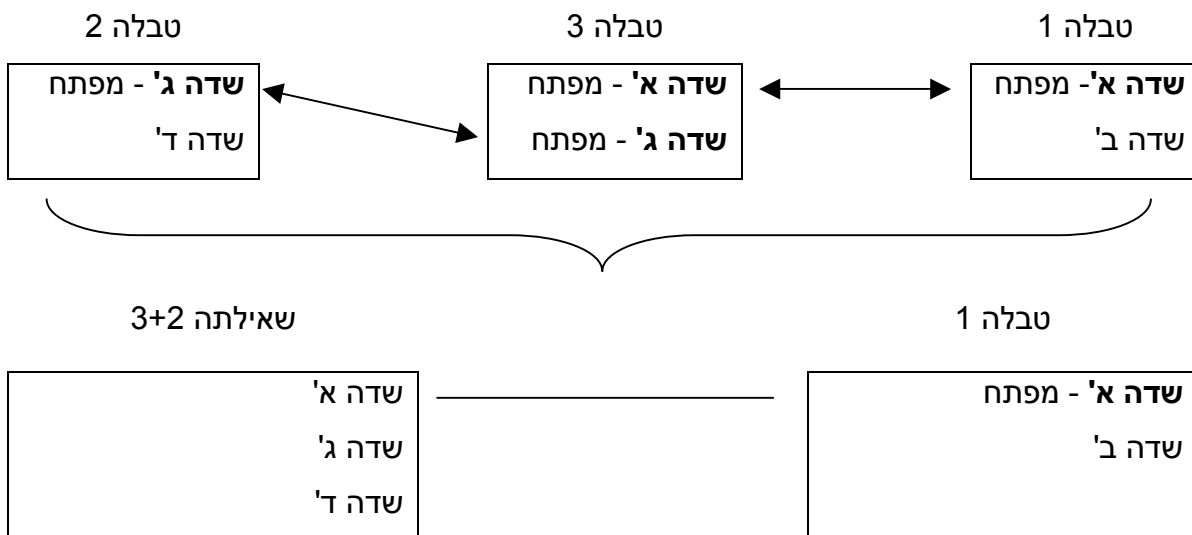 טבלה 1
שדה א'- מפתח
שדה ב'
טבלה 3
שדה א' - מפתח
שדה ג' - מפתח
טבלה 2
שדה ג' - מפתח
שדה ד'
טבלה 1
שדה א' - מפתח
שדה ב'
שאילתה 3+2
שדה א'
שדה ג'
שדה ד'